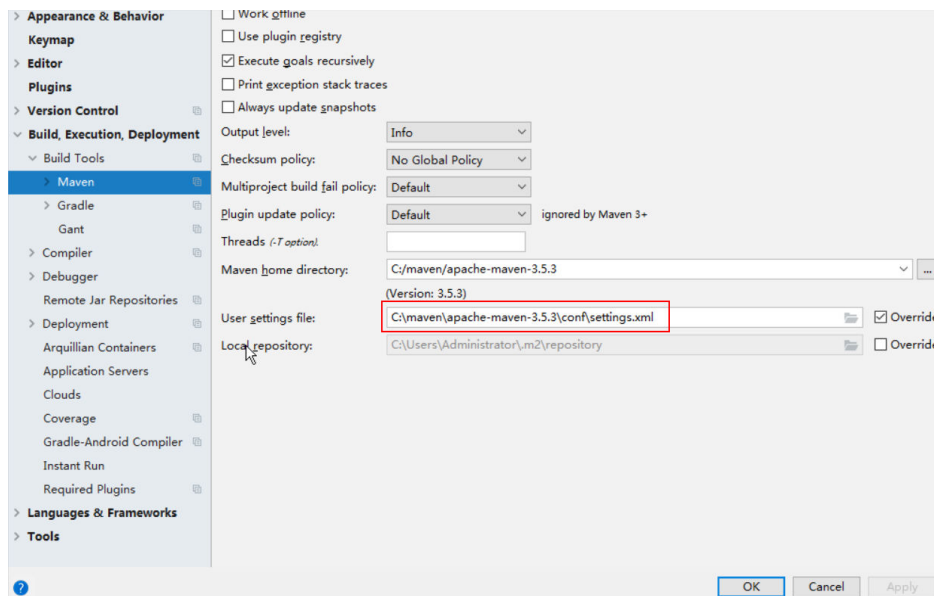 Appearance & Behavior
Keymap
Editor
Plugins
Version Control
Build, Execution, Deployment
Build Tools
Maven
Gradle
Gant
Compiler
Debugger
Remote Jar Repositories
Deployment
Arquillian Containers
Application Servers
Clouds
Coverage
Gradle-Android Compiler
Instant Run
Required Plugins
Languages & Frameworks
Tools
Work offline
Use plugin registry
Execute goals recursively
Print exception stack traces
Always update snapshots
Output level: Info
Checksum policy: No Global Policy
Multiproject build fail policy: Default
Plugin update policy: Default ignored by Maven 3+
Threads (-T option).
Maven home directory: C:/maven/apache-maven-3.5.3 ...
(Version: 3.5.3)
User settings file: C:\maven\apache-maven-3.5.3\conf\settings.xml Override
Local repository: C:\Users\Administrator\.m2\repository Override
? OK Cancel Apply